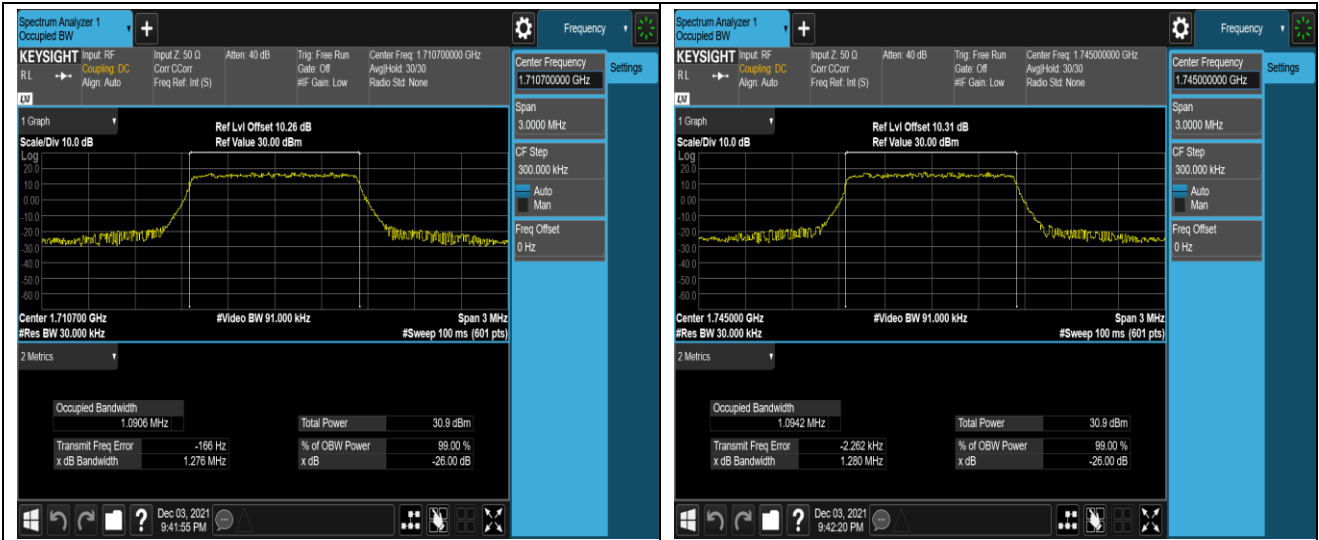 Spectrum Analyzer 1
Occupied BW
Frequency
KEYSIGHT Input: RF Input Z: 50 Ω Atten: 40 dB Trig: Free Run Center Freq: 1.710700000 GHz
Coupling: DC Corr CCorr Gate: Off Avg|Hold: 30/30
RL Align: Auto Freq Ref: Int (S) #IF Gain: Low Radio Std: None
LXI
Center Frequency
1.710700000 GHz
Settings
Span
3.0000 MHz
CF Step
300.000 kHz
Auto
Man
Freq Offset
0 Hz
1 Graph
Ref Lvl Offset 10.26 dB
Scale/Div 10.0 dB Ref Value 30.00 dBm
Log
20.0
10.0
0.00
-10.0
-20.0
-30.0
-40.0
-50.0
-60.0
Center 1.710700 GHz #Video BW 91.000 kHz Span 3 MHz
#Res BW 30.000 kHz #Sweep 100 ms (601 pts)
2 Metrics
Occupied Bandwidth
1.0906 MHz Total Power 30.9 dBm
Transmit Freq Error -166 Hz % of OBW Power 99.00 %
x dB Bandwidth 1.276 MHz x dB -26.00 dB
? Dec 03, 2021
9:41:55 PM
Spectrum Analyzer 1
Occupied BW
Frequency
KEYSIGHT Input: RF Input Z: 50 Ω Atten: 40 dB Trig: Free Run Center Freq: 1.745000000 GHz
Coupling: DC Corr CCorr Gate: Off Avg|Hold: 30/30
RL Align: Auto Freq Ref: Int (S) #IF Gain: Low Radio Std: None
LXI
Center Frequency
1.745000000 GHz
Settings
Span
3.0000 MHz
CF Step
300.000 kHz
Auto
Man
Freq Offset
0 Hz
1 Graph
Ref Lvl Offset 10.31 dB
Scale/Div 10.0 dB Ref Value 30.00 dBm
Log
20.0
10.0
0.00
-10.0
-20.0
-30.0
-40.0
-50.0
-60.0
Center 1.745000 GHz #Video BW 91.000 kHz Span 3 MHz
#Res BW 30.000 kHz #Sweep 100 ms (601 pts)
2 Metrics
Occupied Bandwidth
1.0942 MHz Total Power 30.9 dBm
Transmit Freq Error -2.262 kHz % of OBW Power 99.00 %
x dB Bandwidth 1.280 MHz x dB -26.00 dB
? Dec 03, 2021
9:42:20 PM